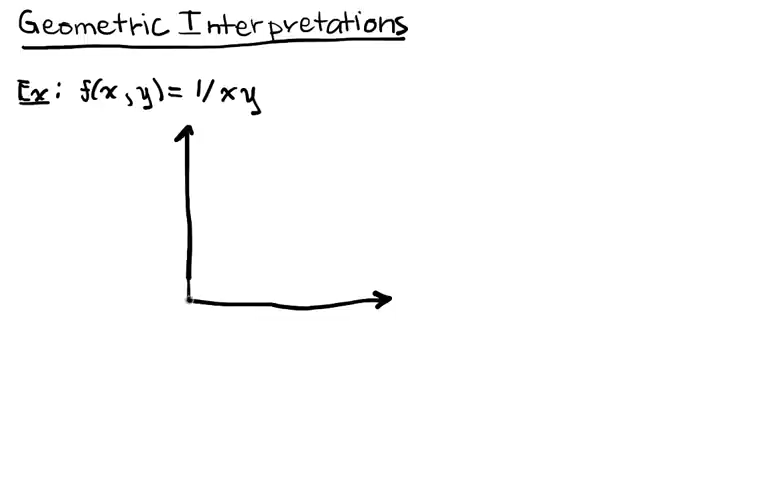 Geometric Interpretations
Ex: f(x,y)= 1/xy